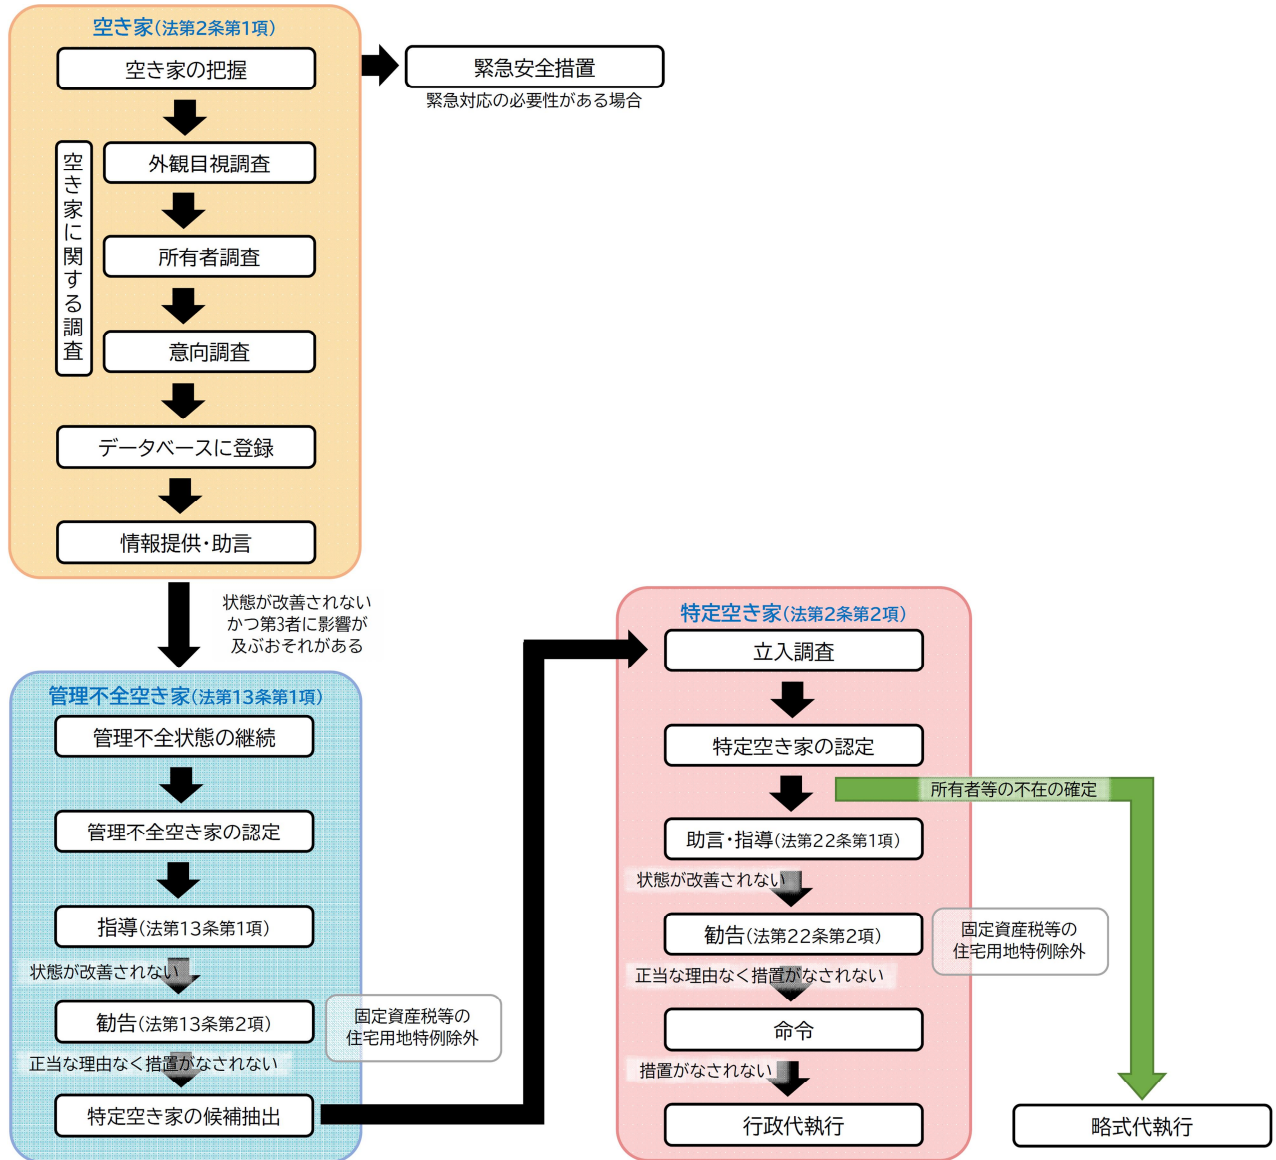 空き家(法第2条第1項)
空き家の把握
緊急安全措置
緊急対応の必要性がある場合
空き家に関する調査
外観目視調査
所有者調査
意向調査
データベースに登録
情報提供・助言
状態が改善されない
かつ第3者に影響が
及ぶおそれがある
管理不全空き家(法第13条第1項)
管理不全状態の継続
管理不全空き家の認定
指導(法第13条第1項)
状態が改善されない
勧告(法第13条第2項)
固定資産税等の
住宅用地特例除外
正当な理由なく措置がなされない
特定空き家の候補抽出
特定空き家(法第2条第2項)
立入調査
特定空き家の認定
所有者等の不在の確定
助言・指導(法第22条第1項)
状態が改善されない
勧告(法第22条第2項)
固定資産税等の
住宅用地特例除外
正当な理由なく措置がなされない
命令
措置がなされない
行政代執行
略式代執行